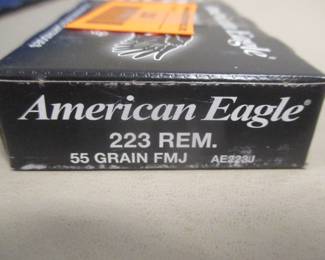 American Eagle®
223 REM.
55 GRAIN FMJ AE223J